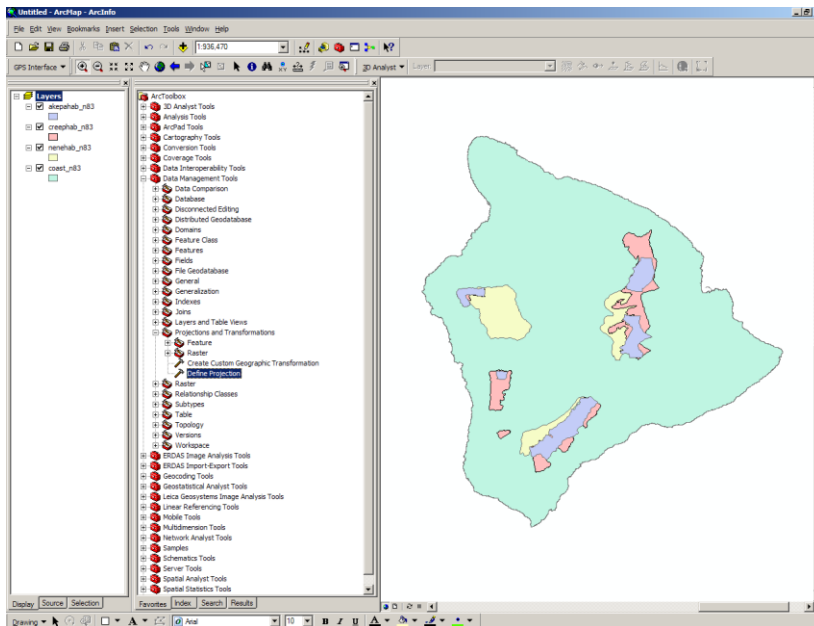 Untitled - ArcMap - ArcInfo
File Edit View Bookmarks Insert Selection Tools Window Help
1:936,470
GPS Interface
3D Analyst Layer:
Layers
akepahab_n83
creephab_n83
nenehab_n83
coast_n83
Display Source Selection
ArcToolbox
3D Analyst Tools
Analysis Tools
ArcPad Tools
Cartography Tools
Conversion Tools
Coverage Tools
Data Interoperability Tools
Data Management Tools
Data Comparison
Database
Disconnected Editing
Distributed Geodatabase
Domains
Feature Class
Features
Fields
File Geodatabase
General
Generalization
Indexes
Joins
Layers and Table Views
Projections and Transformations
Feature
Raster
Create Custom Geographic Transformation
Define Projection
Raster
Relationship Classes
Subtypes
Table
Topology
Versions
Workspace
ERDAS Image Analysis Tools
ERDAS Import-Export Tools
Geocoding Tools
Geostatistical Analyst Tools
Leica Geosystems Image Analysis Tools
Linear Referencing Tools
Mobile Tools
Multidimension Tools
Network Analyst Tools
Samples
Schematics Tools
Server Tools
Spatial Analyst Tools
Spatial Statistics Tools
Favorites Index Search Results
Drawing A Arial 10 B I U A